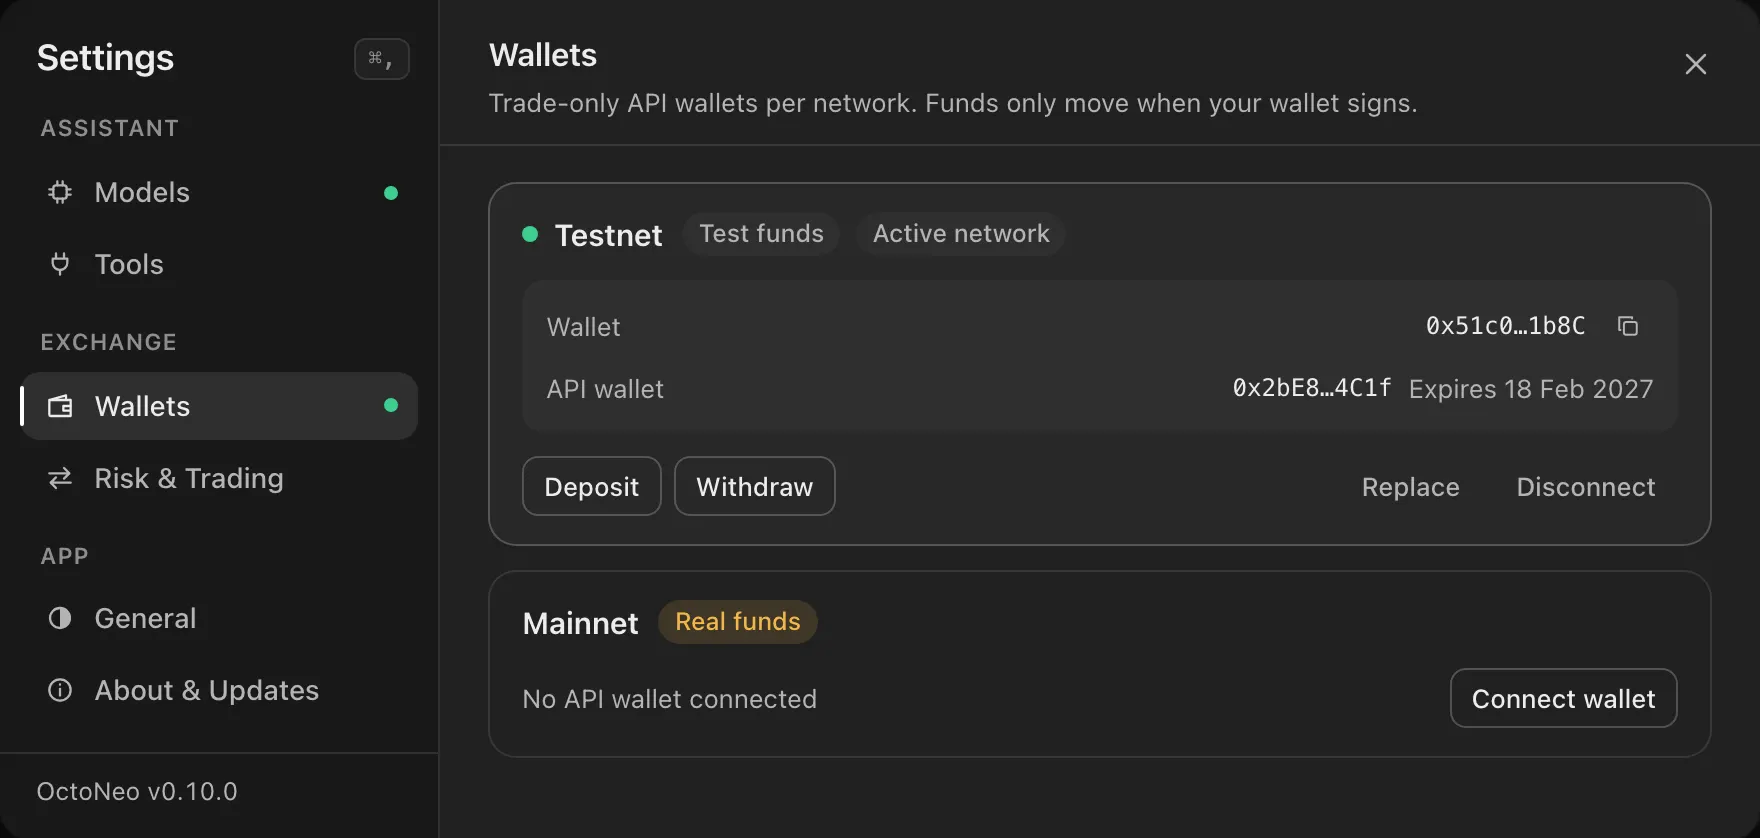 Settings
⌘,
ASSISTANT
Models
Tools
EXCHANGE
Wallets
Risk & Trading
APP
General
About & Updates
OctoNeo v0.10.0
Wallets
Trade-only API wallets per network. Funds only move when your wallet signs.
Testnet Test funds Active network
Wallet 0x51c0…1b8C
API wallet 0x2bE8…4C1f Expires 18 Feb 2027
Deposit Withdraw Replace Disconnect
Mainnet Real funds
No API wallet connected Connect wallet